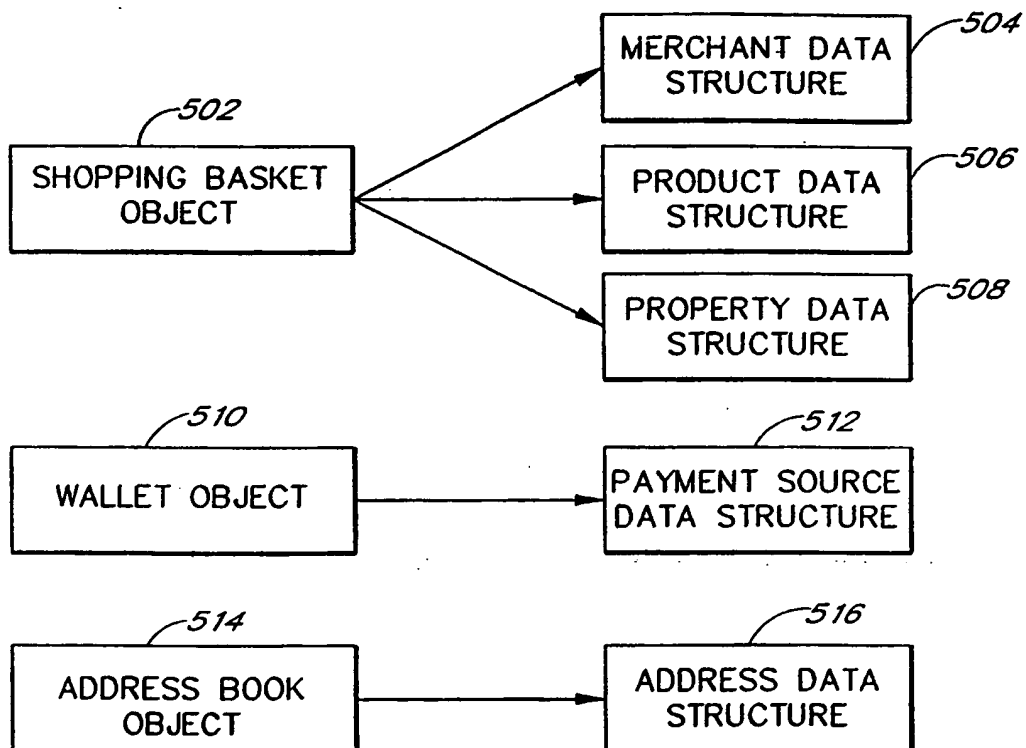 504
MERCHANT DATA
STRUCTURE
502
SHOPPING BASKET
OBJECT
506
PRODUCT DATA
STRUCTURE
508
PROPERTY DATA
STRUCTURE
510
WALLET OBJECT
512
PAYMENT SOURCE
DATA STRUCTURE
514
ADDRESS BOOK
OBJECT
516
ADDRESS DATA
STRUCTURE